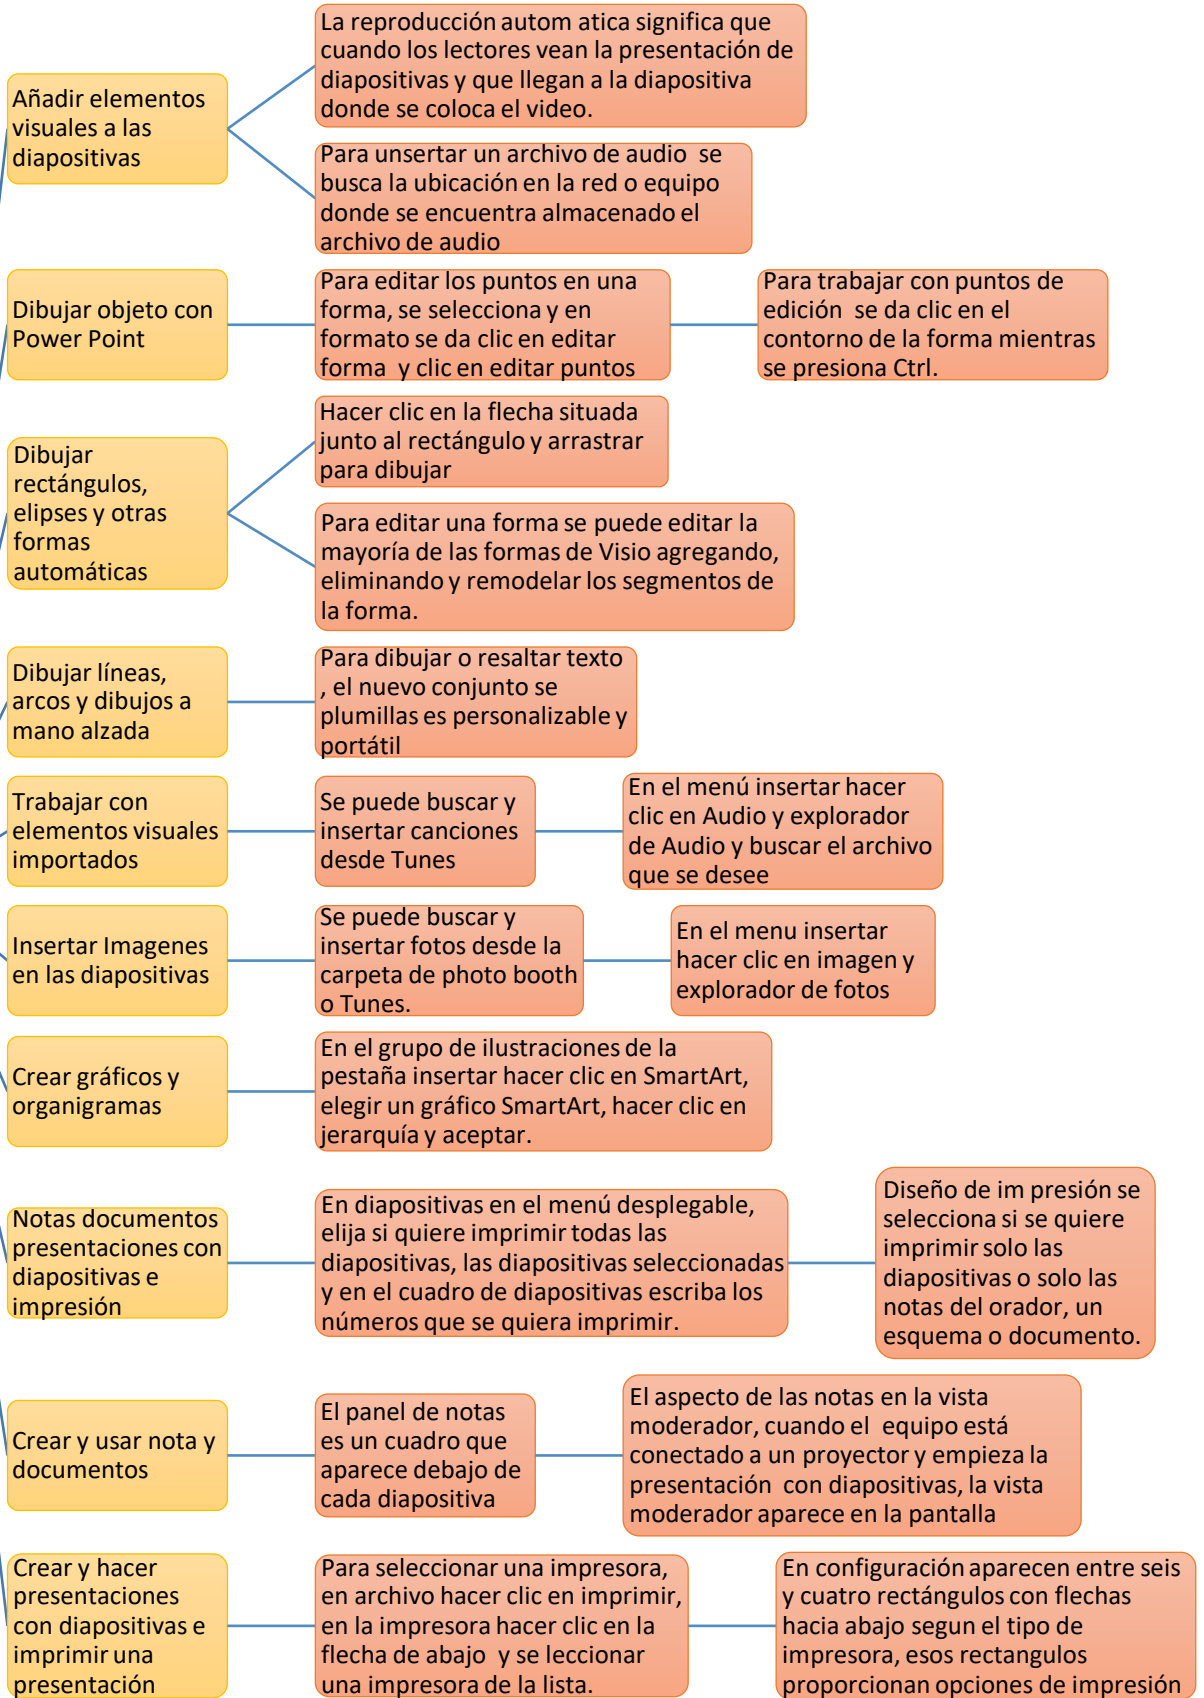 La reproducción autom atica significa que
cuando los lectores vean la presentación de
diapositivas y que llegan a la diapositiva
donde se coloca el video.
Añadir elementos
visuales a las
diapositivas
Para unsertar un archivo de audio se
busca la ubicación en la red o equipo
donde se encuentra almacenado el
archivo de audio
Dibujar objeto con
Power Point
Para editar los puntos en una
forma, se selecciona y en
formato se da clic en editar
forma y clic en editar puntos
Para trabajar con puntos de
edición se da clic en el
contorno de la forma mientras
se presiona Ctrl.
Dibujar
rectángulos,
elipses y otras
formas
automáticas
Hacer clic en la flecha situada
junto al rectángulo y arrastrar
para dibujar
Para editar una forma se puede editar la
mayoría de las formas de Visio agregando,
eliminando y remodelar los segmentos de
la forma.
Dibujar líneas,
arcos y dibujos a
mano alzada
Para dibujar o resaltar texto
, el nuevo conjunto se
plumillas es personalizable y
portátil
Trabajar con
elementos visuales
importados
Se puede buscar y
insertar canciones
desde Tunes
En el menú insertar hacer
clic en Audio y explorador
de Audio y buscar el archivo
que se desee
Insertar Imagenes
en las diapositivas
Se puede buscar y
insertar fotos desde la
carpeta de photo booth
o Tunes.
En el menu insertar
hacer clic en imagen y
explorador de fotos
Crear gráficos y
organigramas
En el grupo de ilustraciones de la
pestaña insertar hacer clic en SmartArt,
elegir un gráfico SmartArt, hacer clic en
jerarquía y aceptar.
Notas documentos
presentaciones con
diapositivas e
impresión
En diapositivas en el menú desplegable,
elija si quiere imprimir todas las
diapositivas, las diapositivas seleccionadas
y en el cuadro de diapositivas escriba los
números que se quiera imprimir.
Diseño de im presión se
selecciona si se quiere
imprimir solo las
diapositivas o solo las
notas del orador, un
esquema o documento.
Crear y usar nota y
documentos
El panel de notas
es un cuadro que
aparece debajo de
cada diapositiva
El aspecto de las notas en la vista
moderador, cuando el equipo está
conectado a un proyector y empieza la
presentación con diapositivas, la vista
moderador aparece en la pantalla
Crear y hacer
presentaciones
con diapositivas e
imprimir una
presentación
Para seleccionar una impresora,
en archivo hacer clic en imprimir,
en la impresora hacer clic en la
flecha de abajo y se leccionar
una impresora de la lista.
En configuración aparecen entre seis
y cuatro rectángulos con flechas
hacia abajo segun el tipo de
impresora, esos rectangulos
proporcionan opciones de impresión